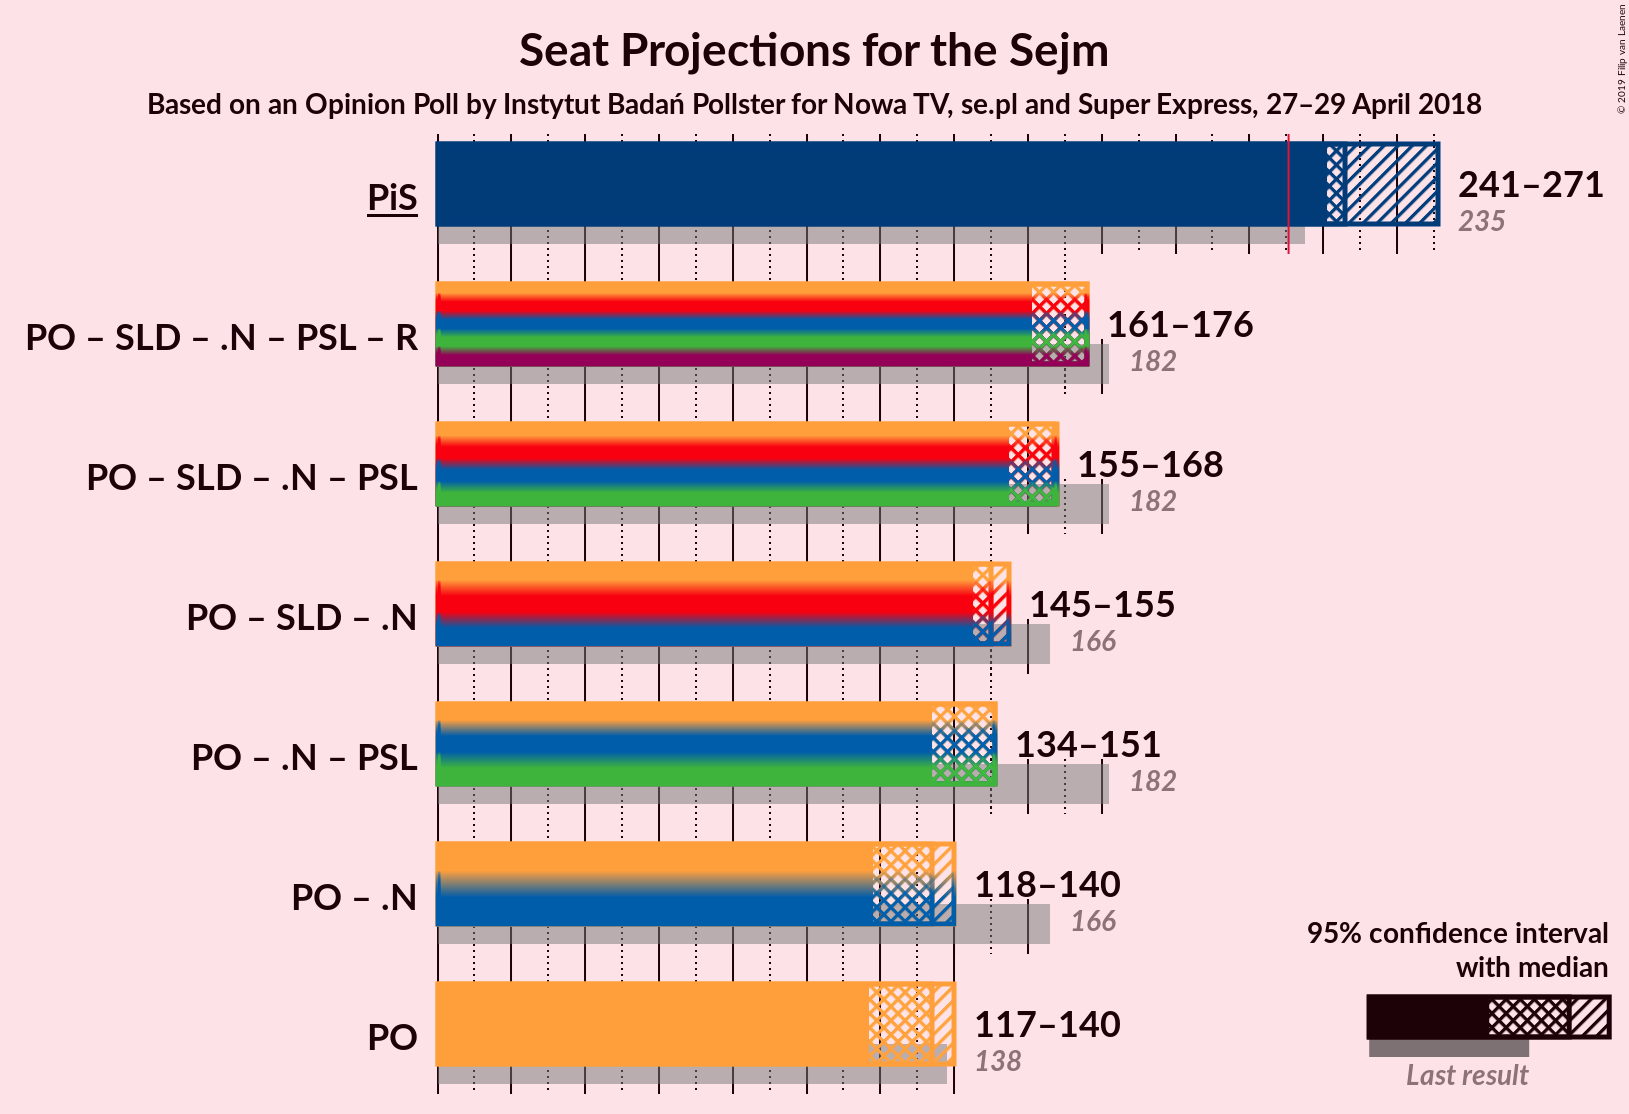 Seat Projections for the Sejm
Based on an Opinion Poll by Instytut Badań Pollster for Nowa TV, se.pl and Super Express, 27–29 April 2018
© 2019 Filip van Laenen
PiS
241–271
235
PO – SLD – .N – PSL – R
161–176
182
PO – SLD – .N – PSL
155–168
182
PO – SLD – .N
145–155
166
PO – .N – PSL
134–151
182
PO – .N
118–140
166
PO
117–140
138
95% confidence interval
with median
Last result